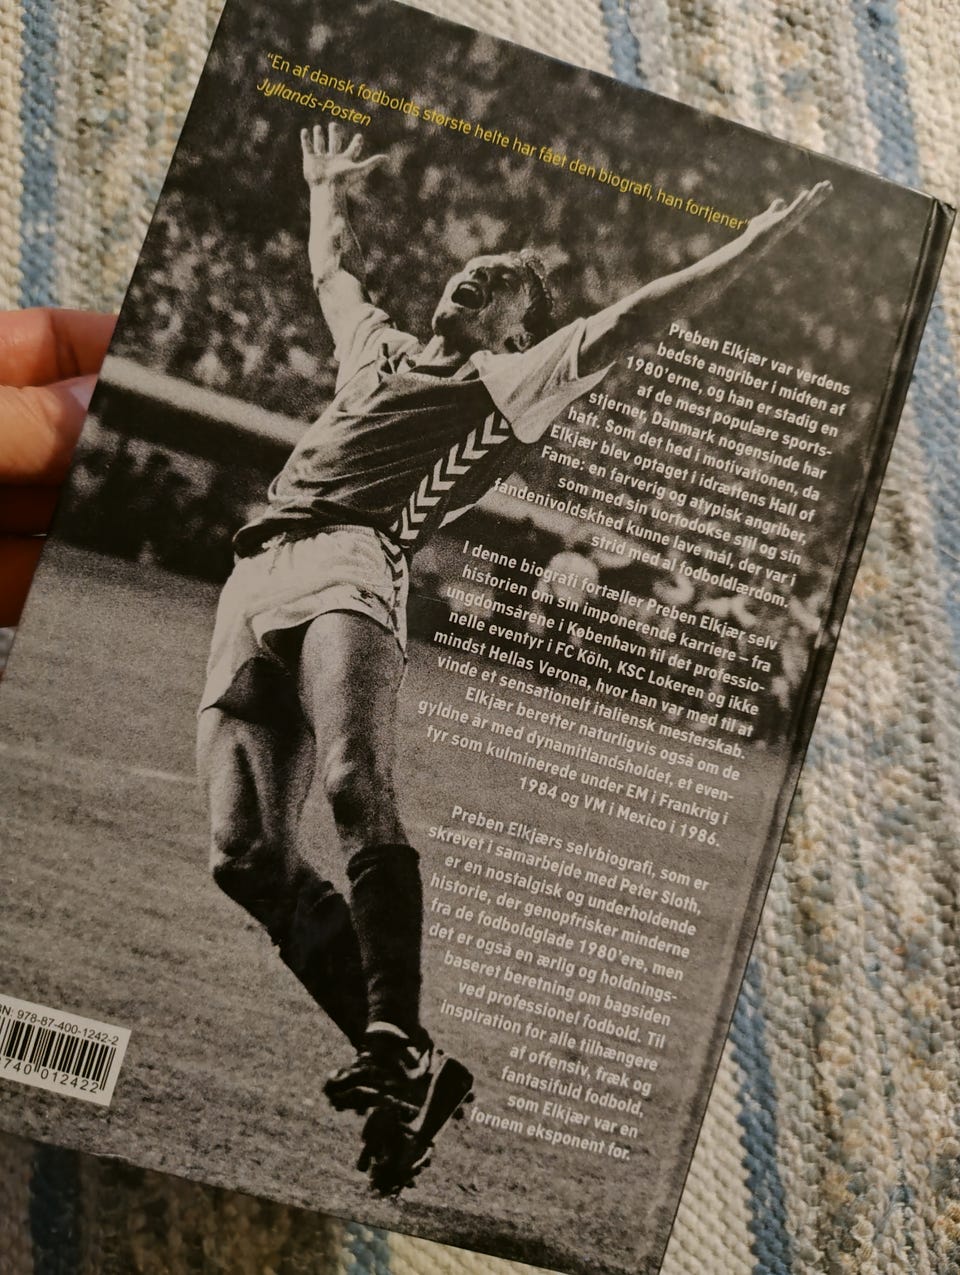 "En af dansk fodbolds største helte har fået den biografi, han fortjener"
Jyllands-Posten
Preben Elkjær var verdens
bedste angriber i midten af
1980'erne, og han er stadig en
af de mest populære sports-
stjerner, Danmark nogensinde har
haft. Som det hed i motivationen, da
Elkjær blev optaget i idrættens Hall of
Fame: en farverig og atypisk angriber,
som med sin uortodokse stil og sin
fandenivoldskhed kunne lave mål, der var i
strid med al fodboldlærdom.
I denne biografi fortæller Preben Elkjær selv
historien om sin imponerende karriere – fra
ungdomsårene i København til det professio-
nelle eventyr i FC Köln, KSC Lokeren og ikke
mindst Hellas Verona, hvor han var med til at
vinde et sensationelt italiensk mesterskab.
Elkjær beretter naturligvis også om de
gyldne år med dynamitlandsholdet, et even-
tyr som kulminerede under EM i Frankrig i
1984 og VM i Mexico i 1986.
Preben Elkjærs selvbiografi, som er
skrevet i samarbejde med Peter Sloth,
er en nostalgisk og underholdende
historie, der genopfrisker minderne
fra de fodboldglade 1980'ere, men
det er også en ærlig og holdnings-
baseret beretning om bagsiden
ved professionel fodbold. Til
inspiration for alle tilhængere
af offensiv, fræk og
fantasifuld fodbold,
som Elkjær var en
fornem eksponent for.
BN: 978-87-400-1242-2
740 012422